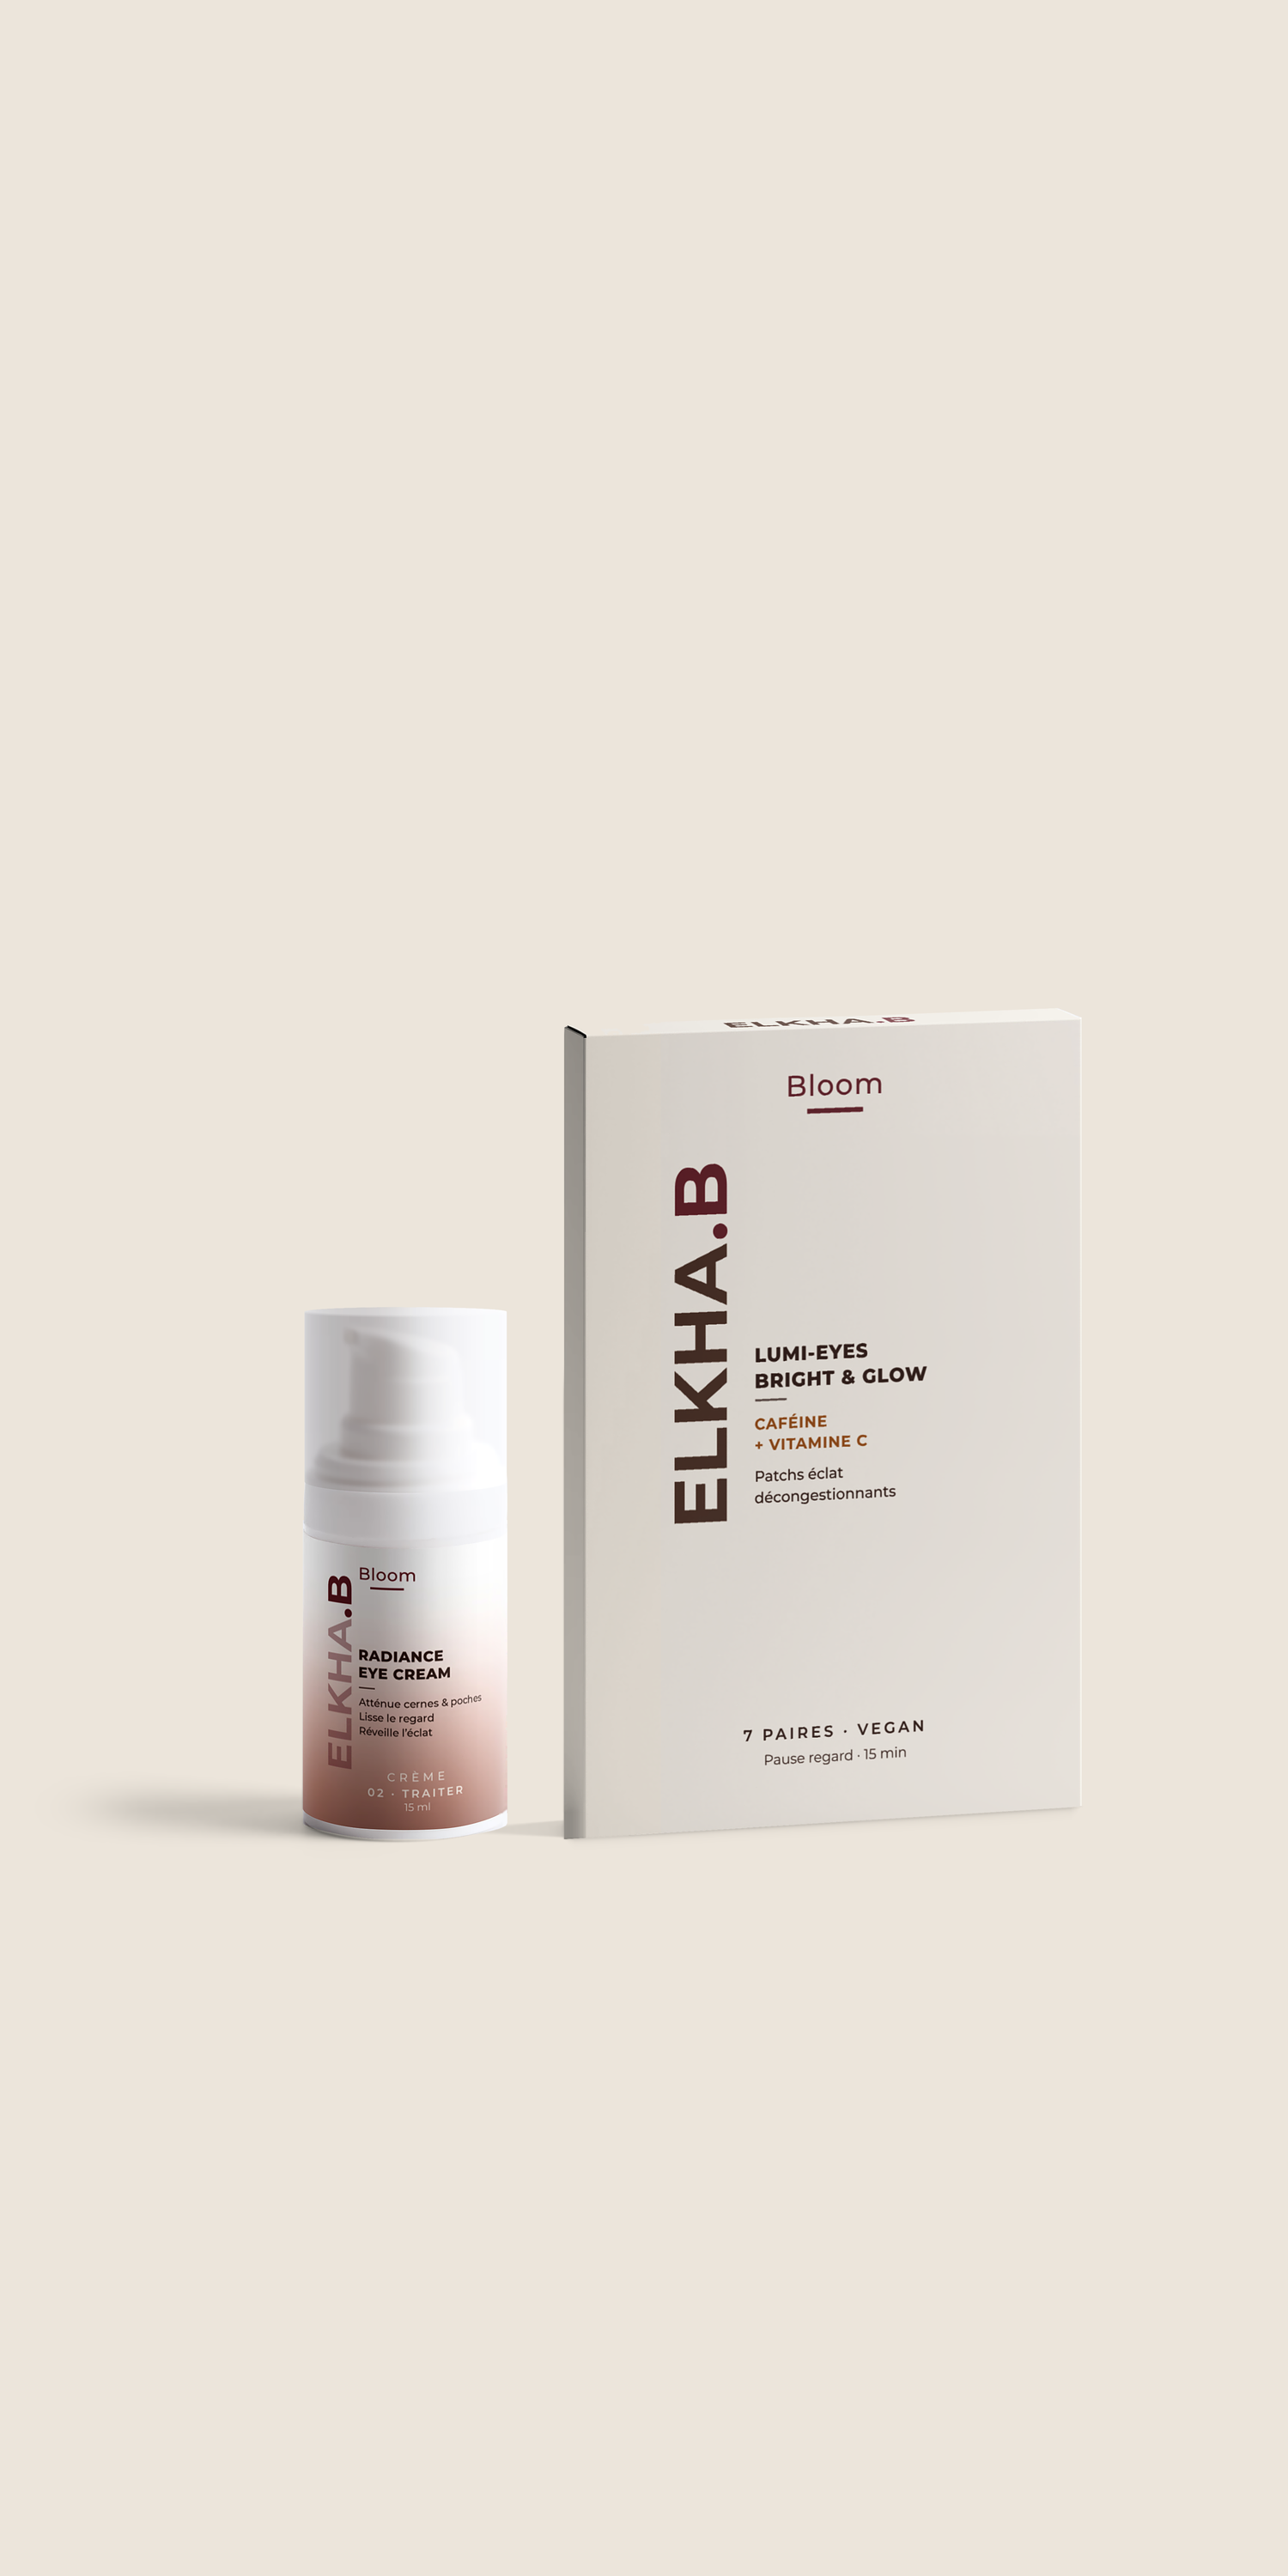 ELKHA.B
Bloom
ELKHA.B
LUMI-EYES
BRIGHT & GLOW
CAFÉINE
+ VITAMINE C
Patchs éclat
décongestionnants
7 PAIRES · VEGAN
Pause regard · 15 min
Bloom
ELKHA.B
RADIANCE
EYE CREAM
Atténue cernes & poches
Lisse le regard
Réveille l'éclat
CRÈME
02 · TRAITER
15 ml